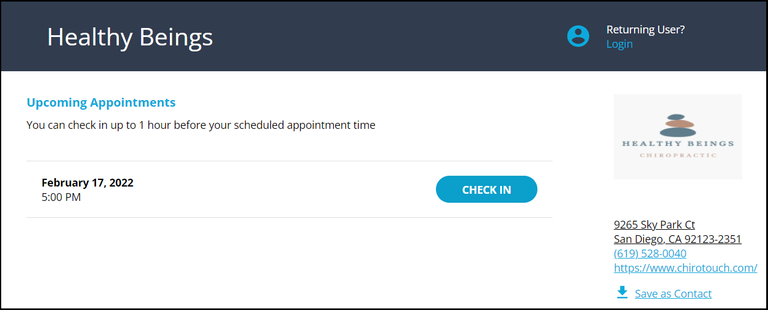 Healthy Beings
Returning User?
Login
Upcoming Appointments
You can check in up to 1 hour before your scheduled appointment time
February 17, 2022
5:00 PM
CHECK IN
HEALTHY BEINGS
CHIROPRACTIC
9265 Sky Park Ct
San Diego, CA 92123-2351
(619) 528-0040
https://www.chirotouch.com/
Save as Contact